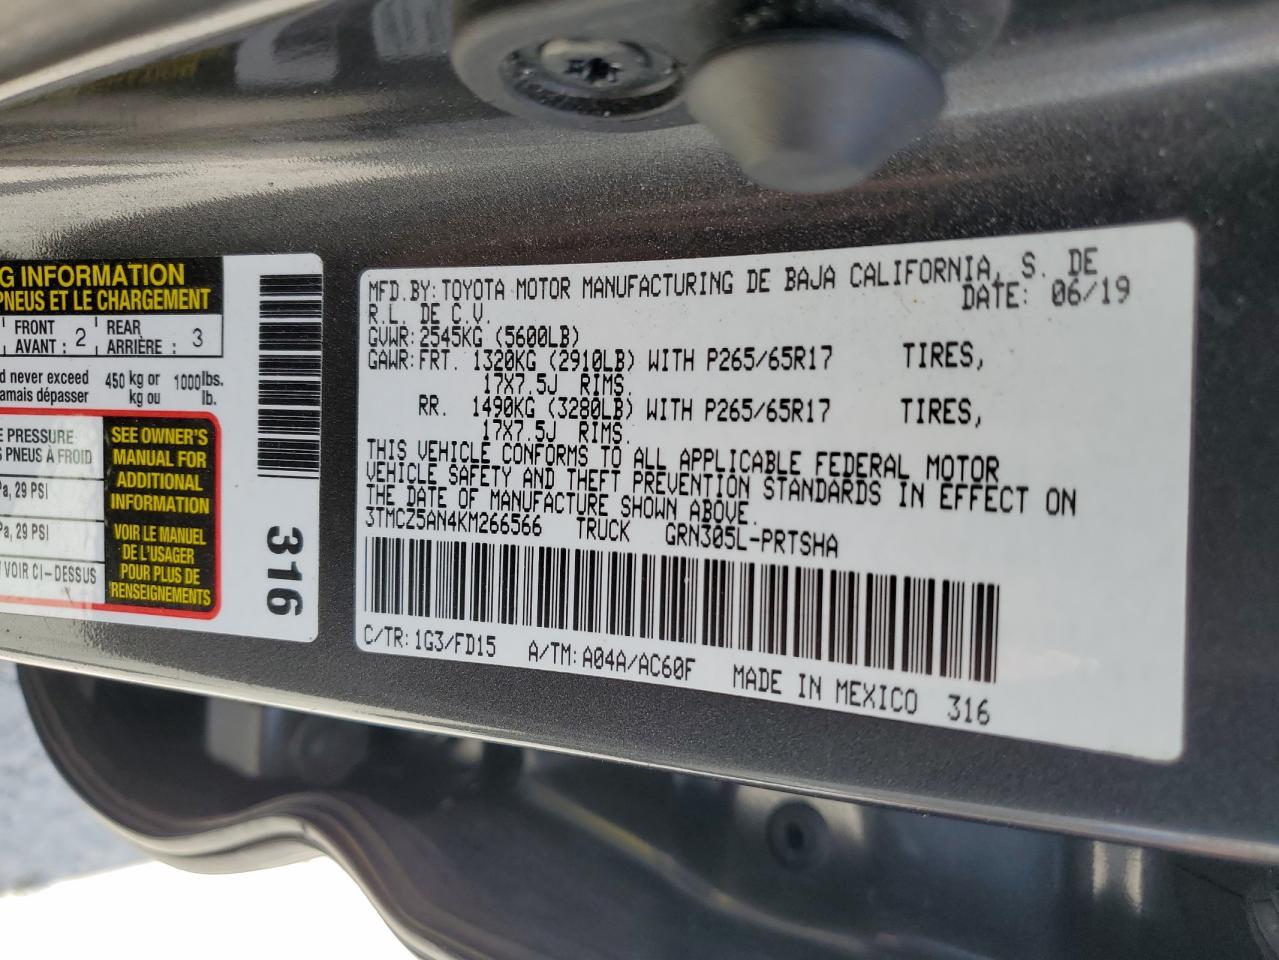 G INFORMATION
PNEUS ET LE CHARGEMENT
FRONT AVANT : 2 REAR ARRIÈRE : 3
d never exceed 450 kg or 1000 lbs.
amais dépasser kg ou lb.
E PRESSURE
S PNEUS À FROID
Pa, 29 PSI
Pa, 29 PSI
VOIR CI-DESSUS
SEE OWNER'S
MANUAL FOR
ADDITIONAL
INFORMATION
VOIR LE MANUEL
DE L'USAGER
POUR PLUS DE
RENSEIGNEMENTS
316
MFD.BY:TOYOTA MOTOR MANUFACTURING DE BAJA CALIFORNIA, S. DE
R.L. DE C.V. DATE: 06/19
GVWR:2545KG (5600LB)
GAWR:FRT. 1320KG (2910LB) WITH P265/65R17 TIRES,
17X7.5J RIMS.
RR. 1490KG (3280LB) WITH P265/65R17 TIRES,
17X7.5J RIMS.
THIS VEHICLE CONFORMS TO ALL APPLICABLE FEDERAL MOTOR
VEHICLE SAFETY AND THEFT PREVENTION STANDARDS IN EFFECT ON
THE DATE OF MANUFACTURE SHOWN ABOVE.
3TMCZ5AN4KM266566 TRUCK GRN305L-PRTSHA
C/TR:1G3/FD15 A/TM:A04A/AC60F MADE IN MEXICO 316